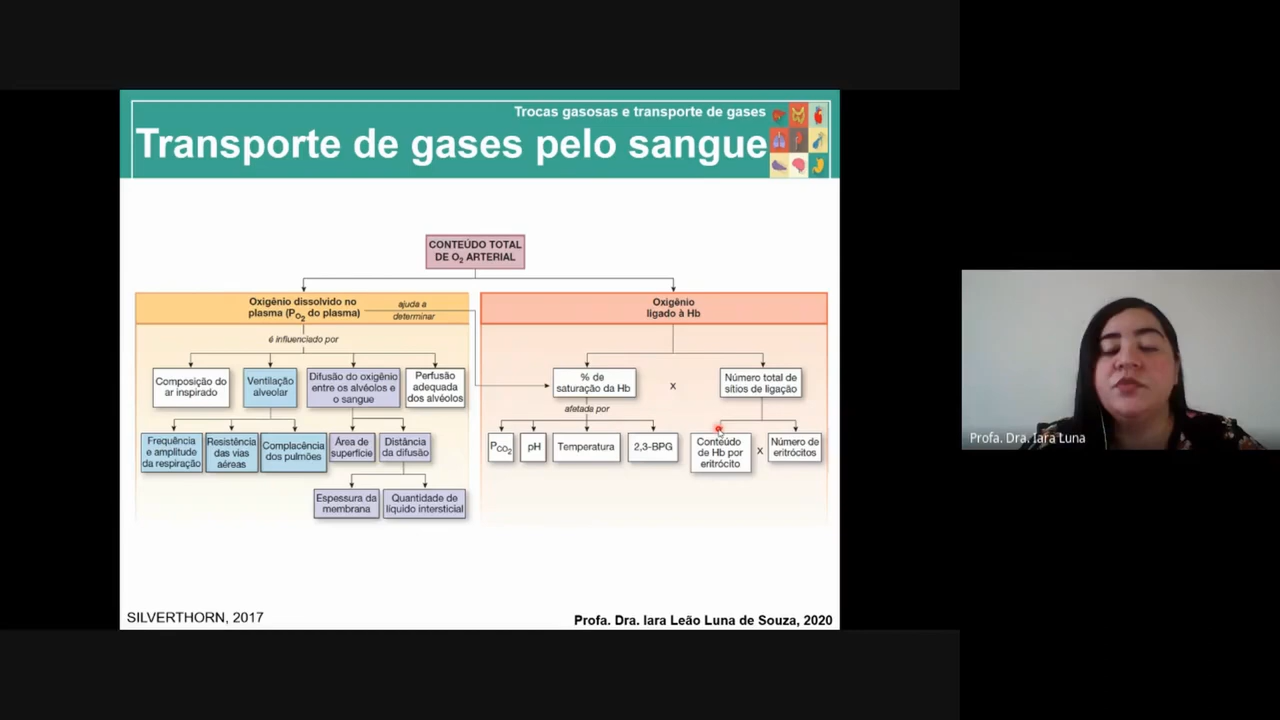 Trocas gasosas e transporte de gases
Transporte de gases pelo sangue
CONTEÚDO TOTAL
DE O2 ARTERIAL
Oxigênio dissolvido no
plasma (PO2 do plasma)
ajuda a
determinar
é influenciado por
Composição do
ar inspirado
Ventilação
alveolar
Difusão do oxigênio
entre os alvéolos e
o sangue
Perfusão
adequada
dos alvéolos
Frequência
e amplitude
da respiração
Resistência
das vias
aéreas
Complacência
dos pulmões
Área de
superfície
Distância
da difusão
Espessura da
membrana
Quantidade de
líquido intersticial
Oxigênio
ligado à Hb
% de
saturação da Hb
x
Número total de
sítios de ligação
afetada por
PCO2
pH
Temperatura
2,3-BPG
Conteúdo
de Hb por
eritrócito
x
Número de
eritrócitos
SILVERTHORN, 2017
Profa. Dra. Iara Leão Luna de Souza, 2020
Profa. Dra. Iara Luna